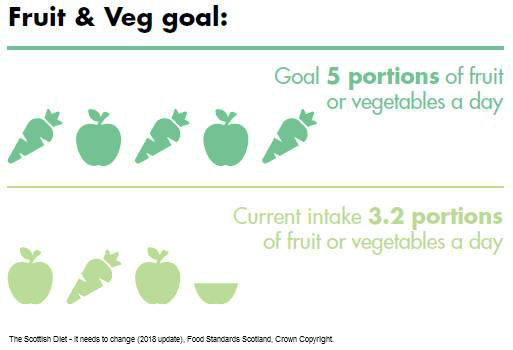 Fruit & Veg goal:
Goal 5 portions of fruit
or vegetables a day
Current intake 3.2 portions
of fruit or vegetables a day
The Scottish Diet - it needs to change (2018 update), Food Standards Scotland, Crown Copyright.